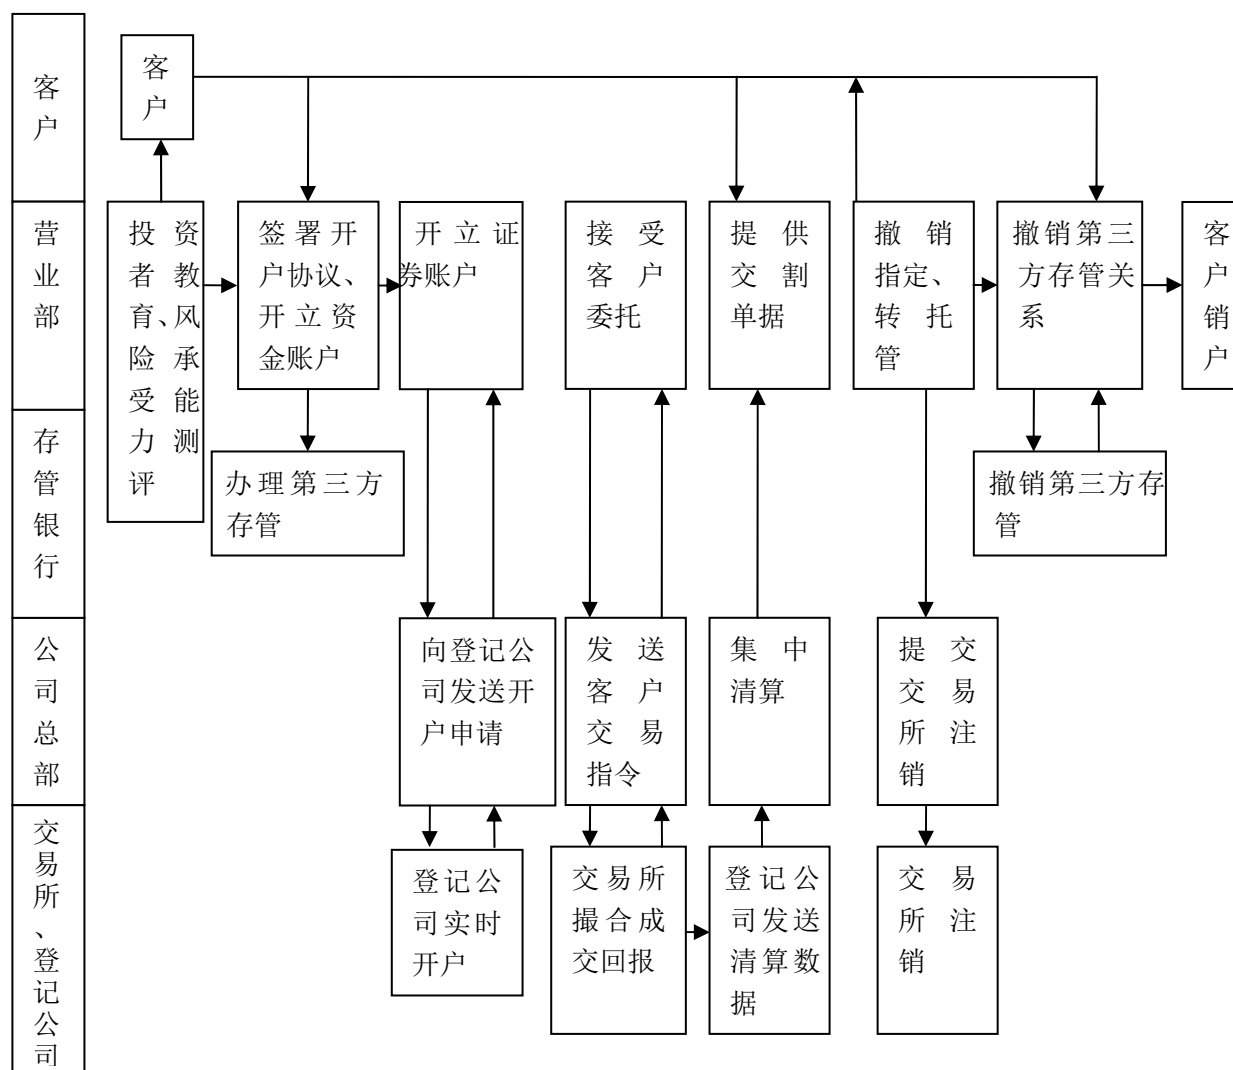 客
户
客
户
营
业
部
投资
者教
育、风
险承
受能
力测
评
签署开
户协议、
开立资
金账户
开立证
券账户
接受
客户
委托
提供
交割
单据
撤销
指定、
转托
管
撤销第三
方存管关
系
客
户
销
户
存
管
银
行
办理第三方
存管
撤销第三方存
管
公
司
总
部
向登记公
司发送开
户申请
发送
客户
交易
指令
集中
清算
提交
交易
所注
销
交
易
所
、
登
记
公
司
登记公
司实时
开户
交易所
撮合成
交回报
登记公
司发送
清算数
据
交易
所注
销